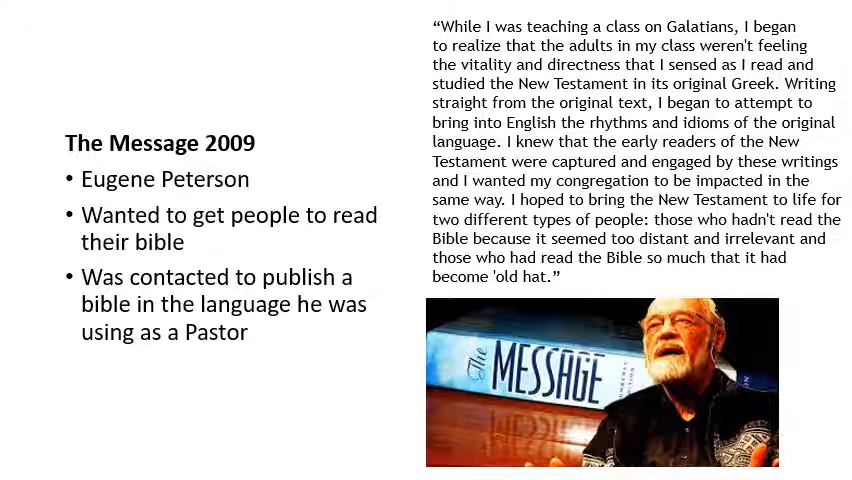 The Message 2009
• Eugene Peterson
• Wanted to get people to read
their bible
• Was contacted to publish a
bible in the language he was
using as a Pastor
“While I was teaching a class on Galatians, I began
to realize that the adults in my class weren't feeling
the vitality and directness that I sensed as I read and
studied the New Testament in its original Greek. Writing
straight from the original text, I began to attempt to
bring into English the rhythms and idioms of the original
language. I knew that the early readers of the New
Testament were captured and engaged by these writings
and I wanted my congregation to be impacted in the
same way. I hoped to bring the New Testament to life for
two different types of people: those who hadn't read the
Bible because it seemed too distant and irrelevant and
those who had read the Bible so much that it had
become 'old hat.”
The MESSAGE